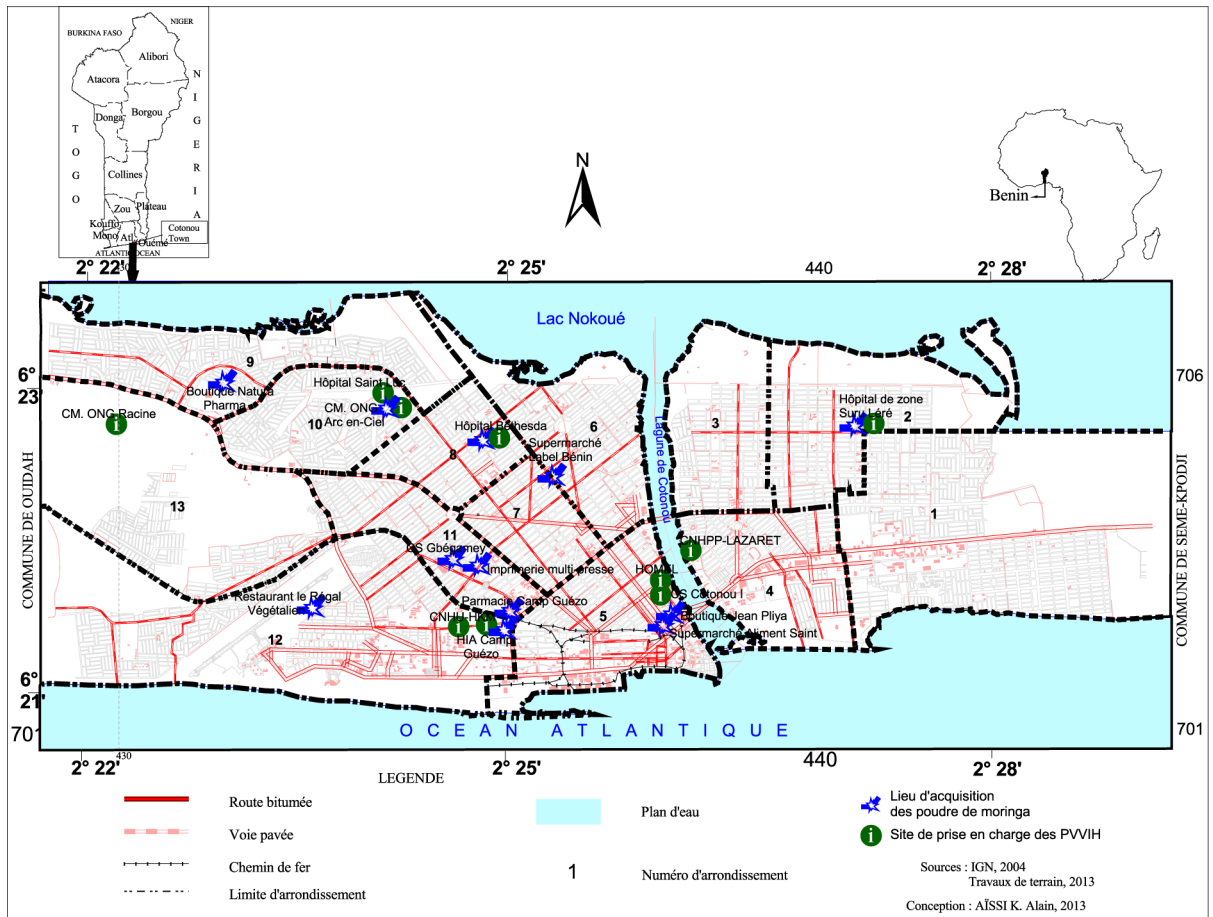 BURKINA FASO
NIGER
Alibori
Atacora
N I G E R I A
Donga
Borgou
T O G O
Collines
Zou
Plateau
Kouffo
Mono
Atl
Ouémé
Cotonou
Town
ATLANTIC OCEAN
N
Benin
2° 22'
430
2° 25'
440
2° 28'
Lac Nokoué
6°
23'
706
9
Boutique Natura
Pharma
Hôpital Saint Luc
CM. ONG Racine
CM. ONG
Arc en-Ciel
10
Hôpital Béthesda
8
6
Supermarché
Label Bénin
3
Hôpital de zone
Suru Léré
2
Lagune de Cotonou
COMMUNE DE OUIDAH
COMMUNE DE SEME-KPODJI
13
7
1
11
CS Gbégamey
Imprimerie multi presse
CNHPP-LAZARET
HOMEL
CS Cotonou I
4
Restaurant le Régal
Végétalien
Parmacie Camp Guézo
5
Boutique Jean Pliya
Supermarché Aliment Saint
CNHU-HKM
HIA Camp
Guézo
12
6°
21'
701
701
OCEAN ATLANTIQUE
2° 22'
430
2° 25'
440
2° 28'
LEGENDE
Route bitumée
Voie pavée
Chemin de fer
Limite d'arrondissement
Plan d'eau
1
Numéro d'arrondissement
Lieu d'acquisition
des poudre de moringa
Site de prise en charge des PVVIH
Sources : IGN, 2004
Travaux de terrain, 2013
Conception : AÏSSI K. Alain, 2013